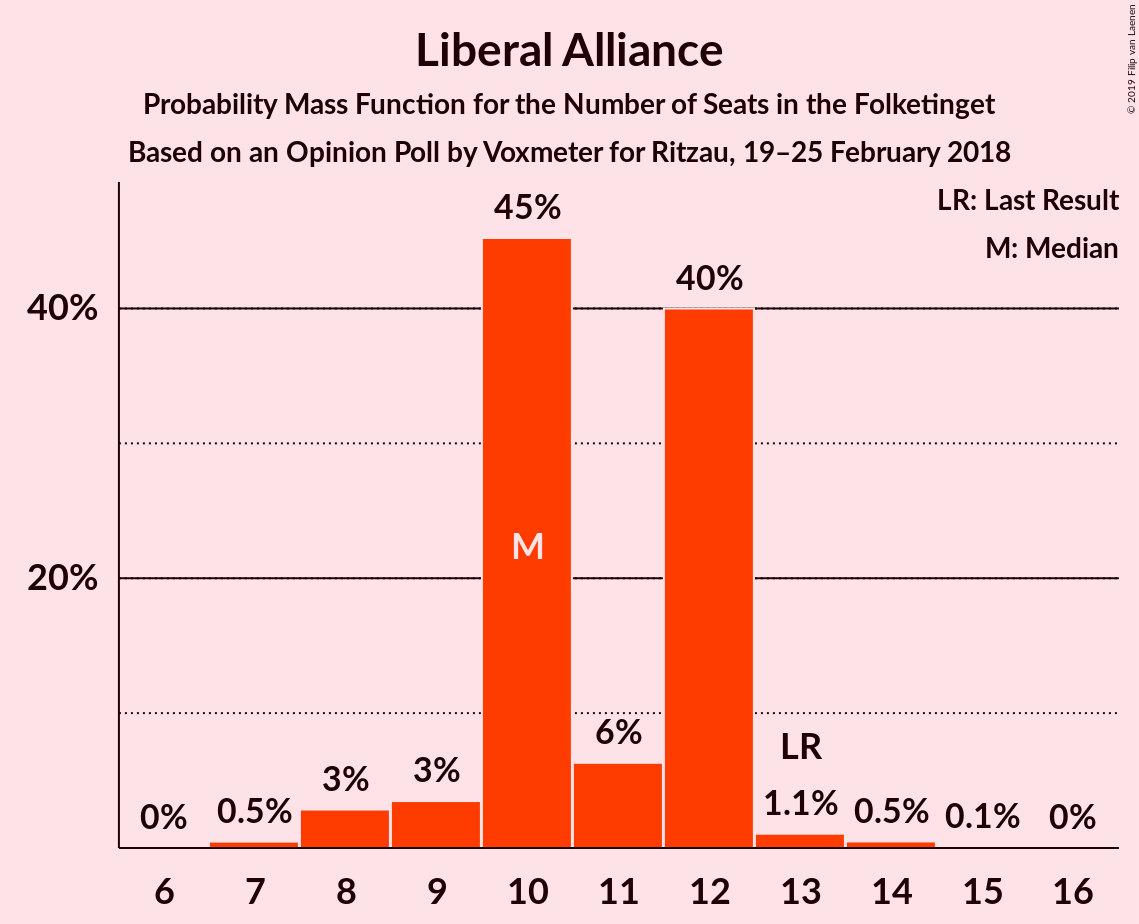 Liberal Alliance
Probability Mass Function for the Number of Seats in the Folketinget
Based on an Opinion Poll by Voxmeter for Ritzau, 19–25 February 2018
© 2019 Filip van Laenen
LR: Last Result
M: Median
40%
20%
0%
0.5%
3%
3%
45%
M
6%
40%
LR
1.1%
0.5%
0.1%
0%
6 7 8 9 10 11 12 13 14 15 16